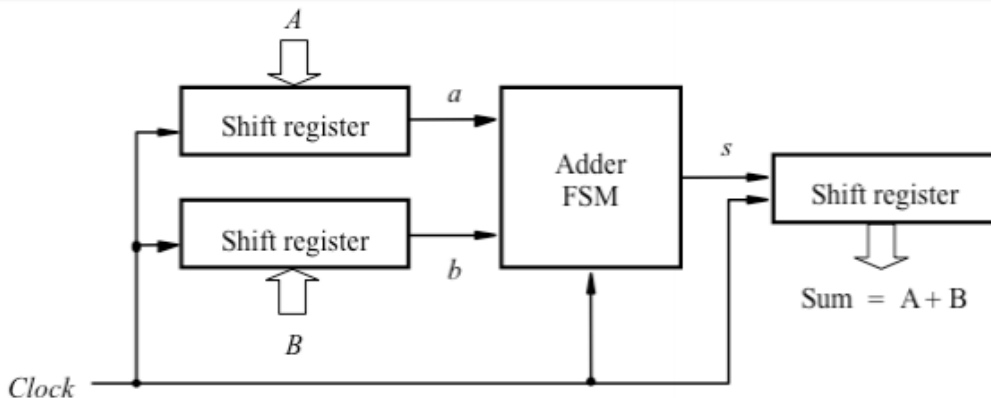 A
Shift register
a
Adder
FSM
s
Shift register
Shift register
b
B
Sum = A + B
Clock